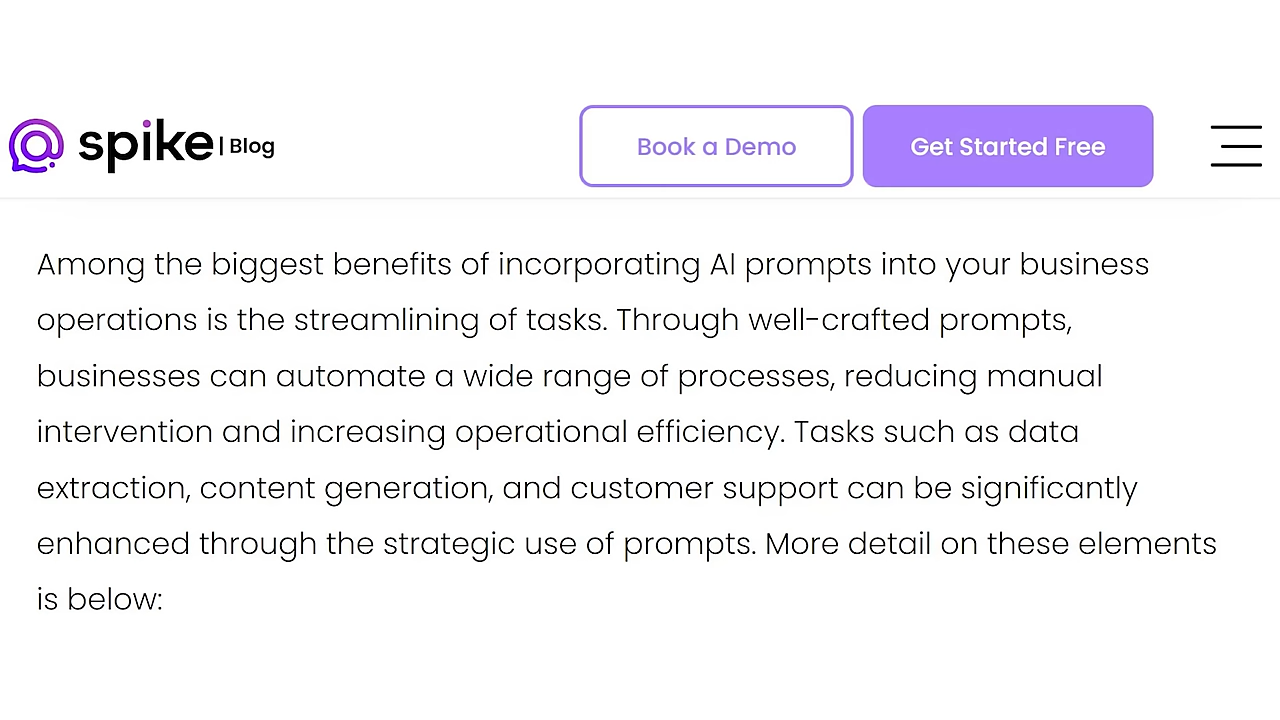 spike | Blog
Book a Demo
Get Started Free
Among the biggest benefits of incorporating AI prompts into your business
operations is the streamlining of tasks. Through well-crafted prompts,
businesses can automate a wide range of processes, reducing manual
intervention and increasing operational efficiency. Tasks such as data
extraction, content generation, and customer support can be significantly
enhanced through the strategic use of prompts. More detail on these elements
is below: